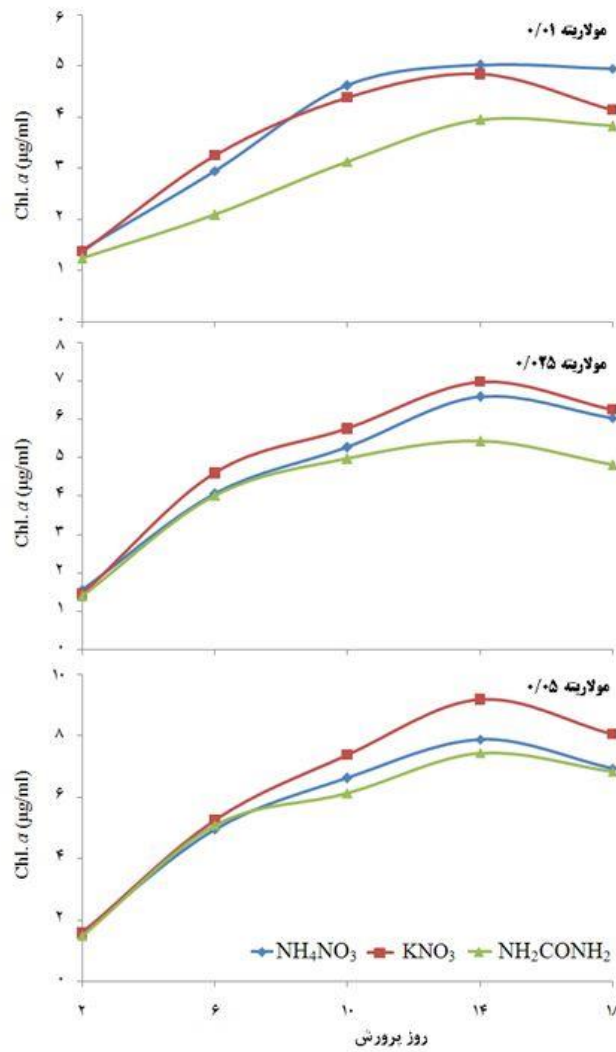 مولاریته ۰/۰۱
Chl. a (µg/ml)
۶
۵
۴
۳
۲
۱
۰
مولاریته ۰/۰۲۵
Chl. a (µg/ml)
۸
۷
۶
۵
۴
۳
۲
۱
۰
مولاریته ۰/۰۵
Chl. a (µg/ml)
۱۰
۸
۶
۴
۲
۰
NH₄NO₃ KNO₃ NH₂CONH₂
۲ ۶ ۱۰ ۱۴
روز پرورش